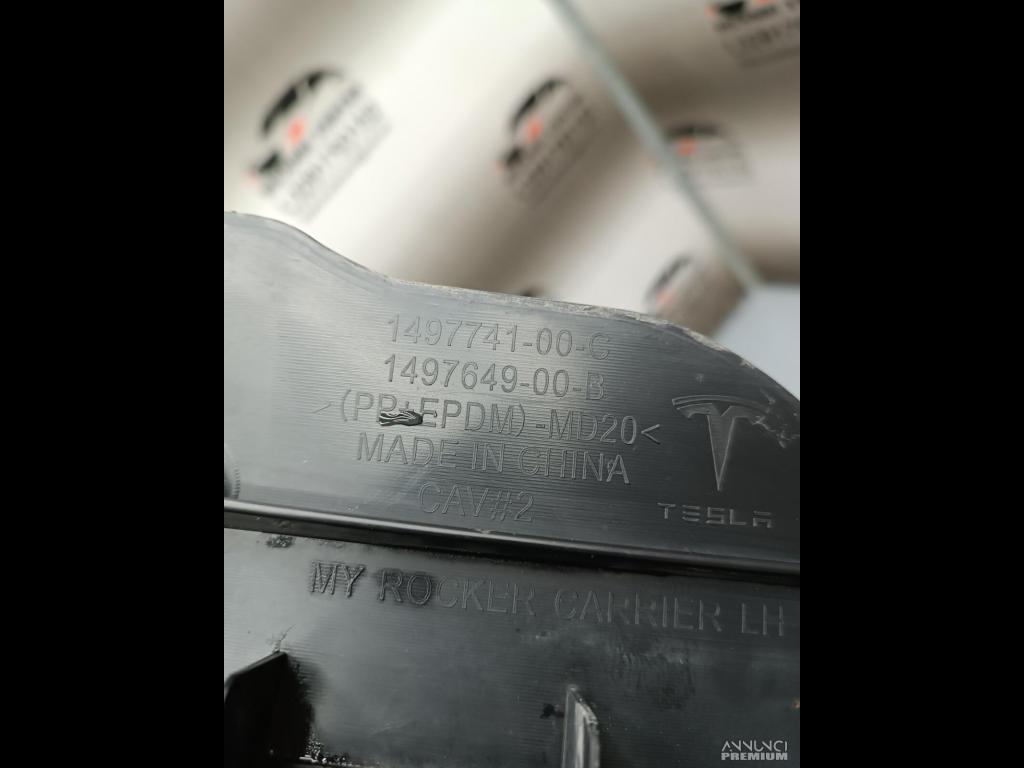 1497741-00-C
1497649-00-B
(PP+EPDM)-MD20<
MADE IN CHINA
CAV#2
TESLA
MY ROCKER CARRIER LH
ANNUNCI
PREMIUM